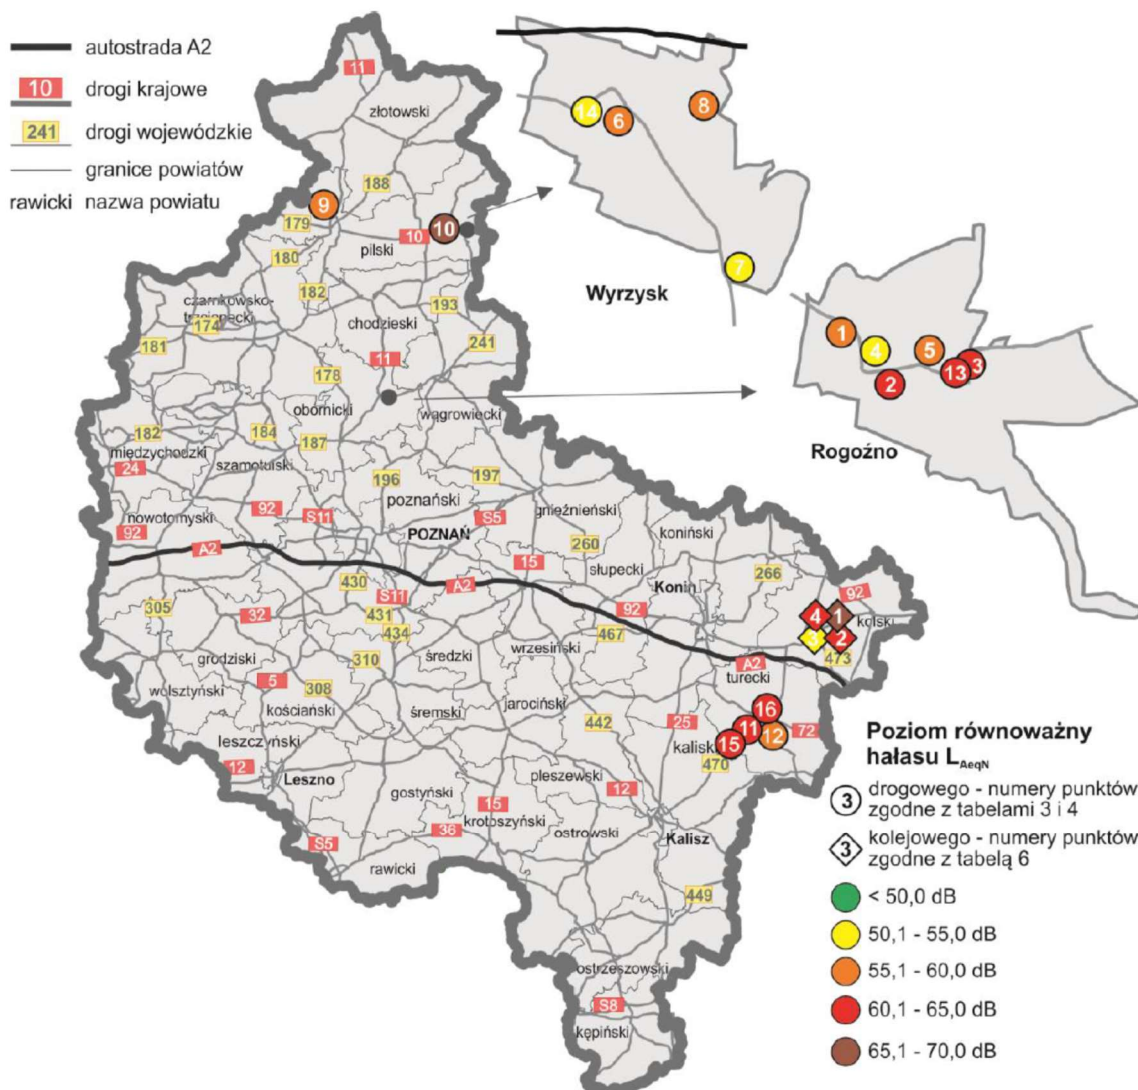 autostrada A2
10 drogi krajowe
241 drogi wojewódzkie
granice powiatów
rawicki nazwa powiatu
11
złotowski
14
6
8
7
Wyrzysk
9
188
179
10
10
pilski
180
182
193
czarnkowsko-
trzcianecki
174
chodzieski
181
241
11
178
1
4
5
3
13
2
Rogoźno
obornicki
wągrowiecki
182
184
187
międzychodzki
24
szamotulski
196
197
poznański
gnieźnieński
92
S11
S5
nowotomyski
92
POZNAŃ
koniński
A2
15
260
słupecki
Konin
266
430
S11
A2
92
92
305
32
431
434
467
4
1
kolski
3
2
473
wrzesiński
grodziski
310
średzki
A2
turecki
wolsztyński
5
308
kościański
śremski
jarociński
442
25
16
11
15
12
72
leszczyński
kaliski
470
12
Leszno
pleszewski
gostyński
15
12
krotoszyński
36
ostrowski
Kalisz
S5
rawicki
449
ostrzeszowski
S8
kępiński
Poziom równoważny
hałasu LAeqN
3 drogowego - numery punktów
zgodne z tabelami 3 i 4
3 kolejowego - numery punktów
zgodne z tabelą 6
< 50,0 dB
50,1 - 55,0 dB
55,1 - 60,0 dB
60,1 - 65,0 dB
65,1 - 70,0 dB